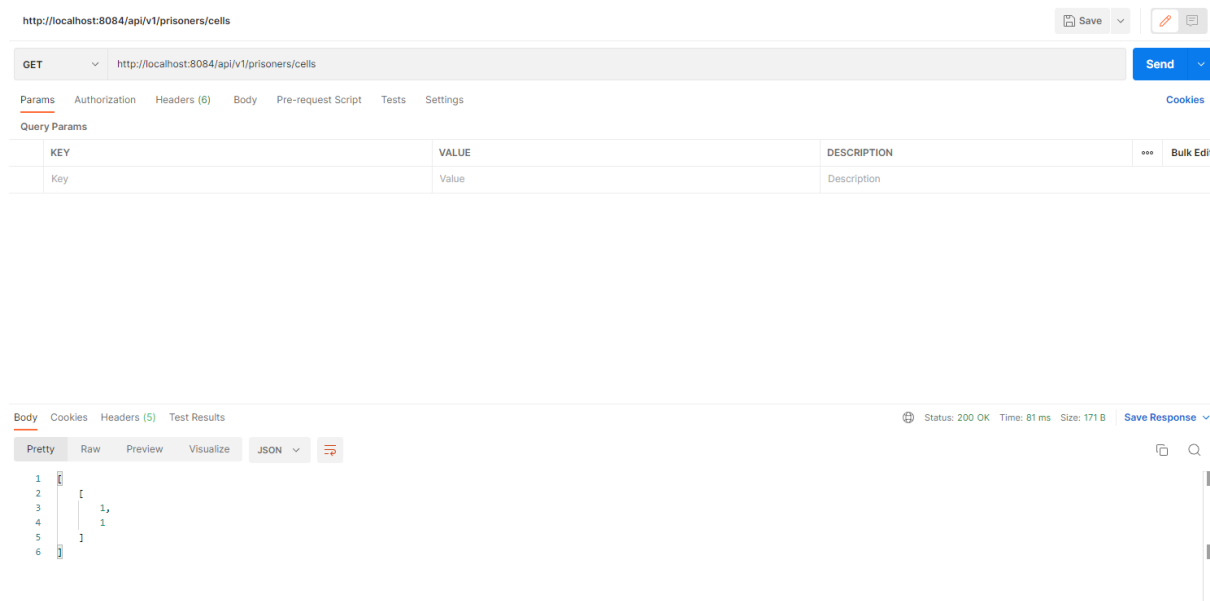 http://localhost:8084/api/v1/prisoners/cells
Save
GET
http://localhost:8084/api/v1/prisoners/cells
Send
Params Authorization Headers (6) Body Pre-request Script Tests Settings Cookies
Query Params
KEY VALUE DESCRIPTION Bulk Edi
Key Value Description
Body Cookies Headers (5) Test Results Status: 200 OK Time: 81 ms Size: 171 B Save Response
Pretty Raw Preview Visualize JSON
1 [
2 [
3 1,
4 1
5 ]
6 ]